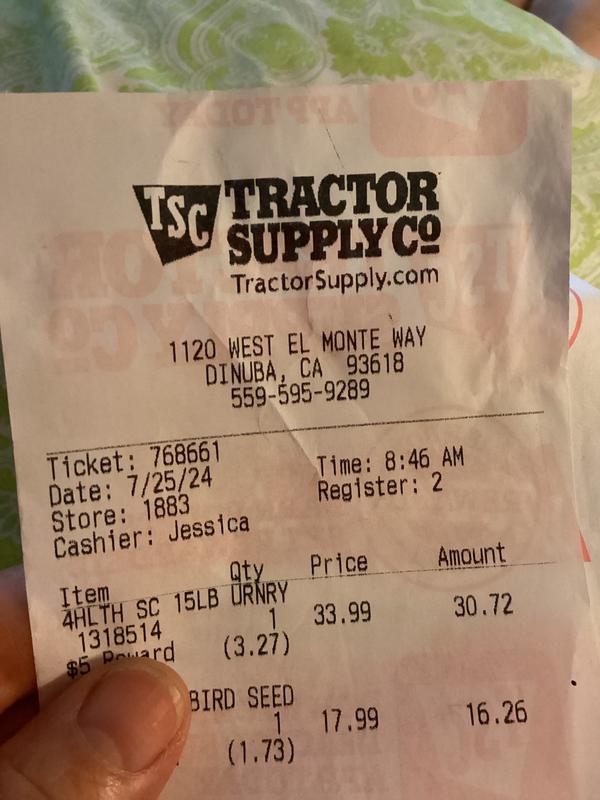 TSC TRACTOR
SUPPLY CO
TractorSupply.com
1120 WEST EL MONTE WAY
DINUBA, CA 93618
559-595-9289
Ticket: 768661 Time: 8:46 AM
Date: 7/25/24 Register: 2
Store: 1883
Cashier: Jessica
Item Qty Price Amount
4HLTH SC 15LB URNRY
1318514 1 33.99 30.72
$5 Reward (3.27)
BIRD SEED
1 17.99 16.26
(1.73)